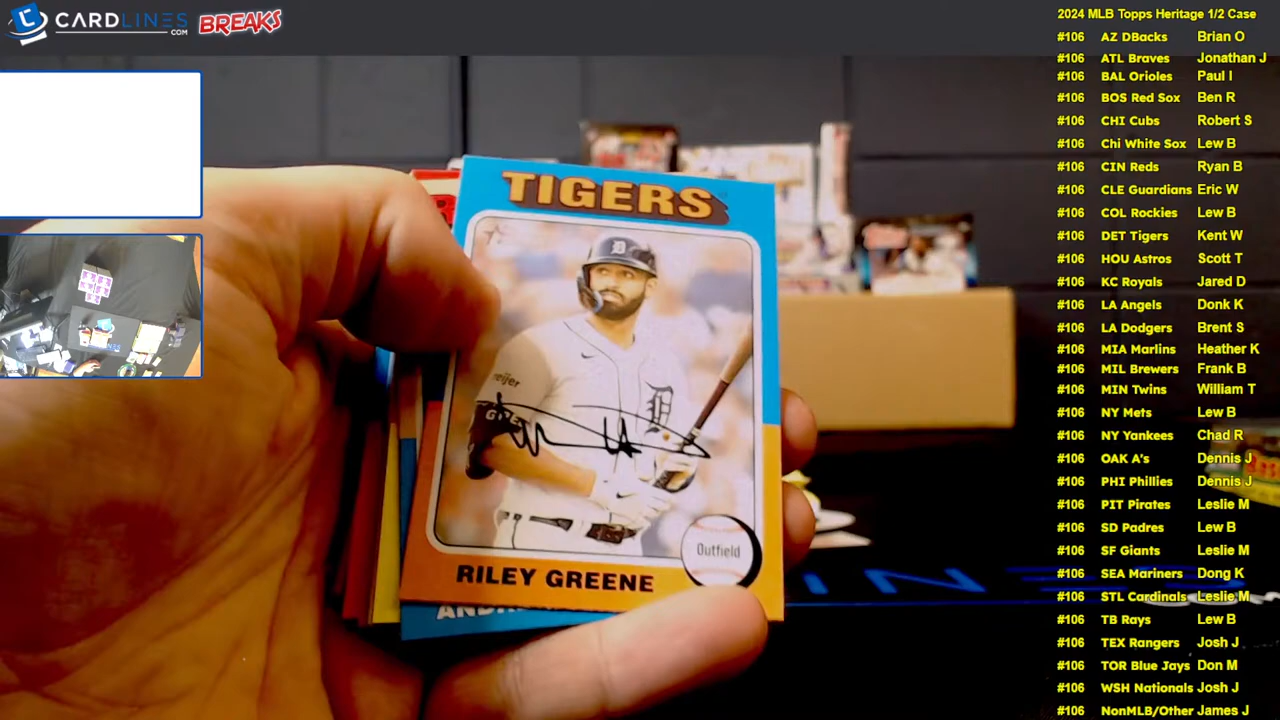 CARDLINES
.COM
BREAKS
2024 MLB Topps Heritage 1/2 Case
#106 AZ DBacks Brian O
#106 ATL Braves Jonathan J
#106 BAL Orioles Paul I
#106 BOS Red Sox Ben R
#106 CHI Cubs Robert S
#106 Chi White Sox Lew B
#106 CIN Reds Ryan B
#106 CLE Guardians Eric W
#106 COL Rockies Lew B
#106 DET Tigers Kent W
#106 HOU Astros Scott T
#106 KC Royals Jared D
#106 LA Angels Donk K
#106 LA Dodgers Brent S
#106 MIA Marlins Heather K
#106 MIL Brewers Frank B
#106 MIN Twins William T
#106 NY Mets Lew B
#106 NY Yankees Chad R
#106 OAK A's Dennis J
#106 PHI Phillies Dennis J
#106 PIT Pirates Leslie M
#106 SD Padres Lew B
#106 SF Giants Leslie M
#106 SEA Mariners Dong K
#106 STL Cardinals Leslie M
#106 TB Rays Lew B
#106 TEX Rangers Josh J
#106 TOR Blue Jays Don M
#106 WSH Nationals Josh J
#106 NonMLB/Other James J
TIGERS
D
meijer
D
Outfield
RILEY GREENE